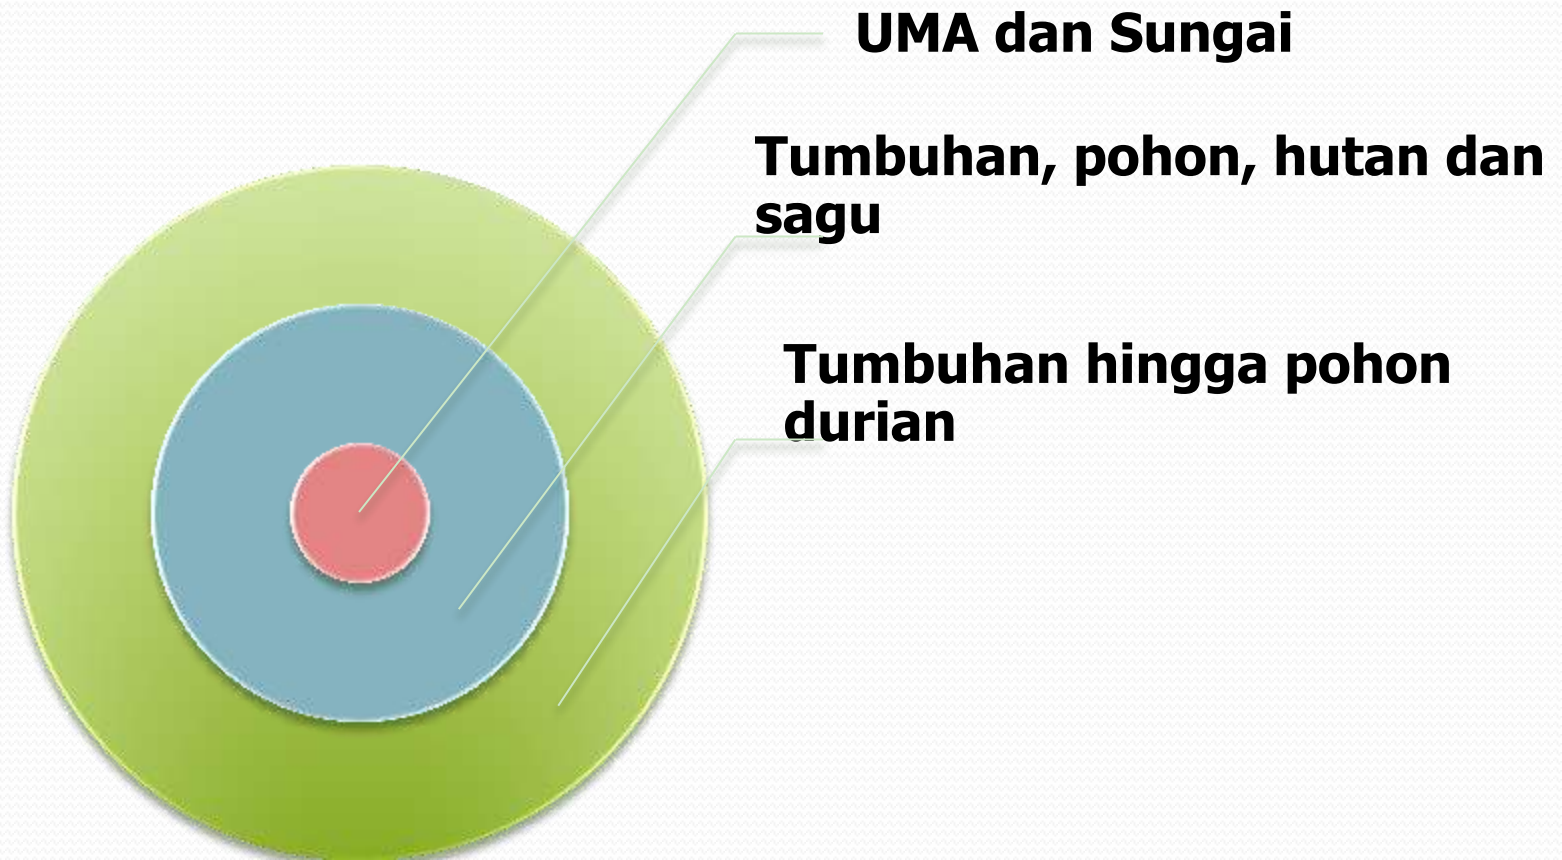 UMA dan Sungai
Tumbuhan, pohon, hutan dan
sagu
Tumbuhan hingga pohon
durian